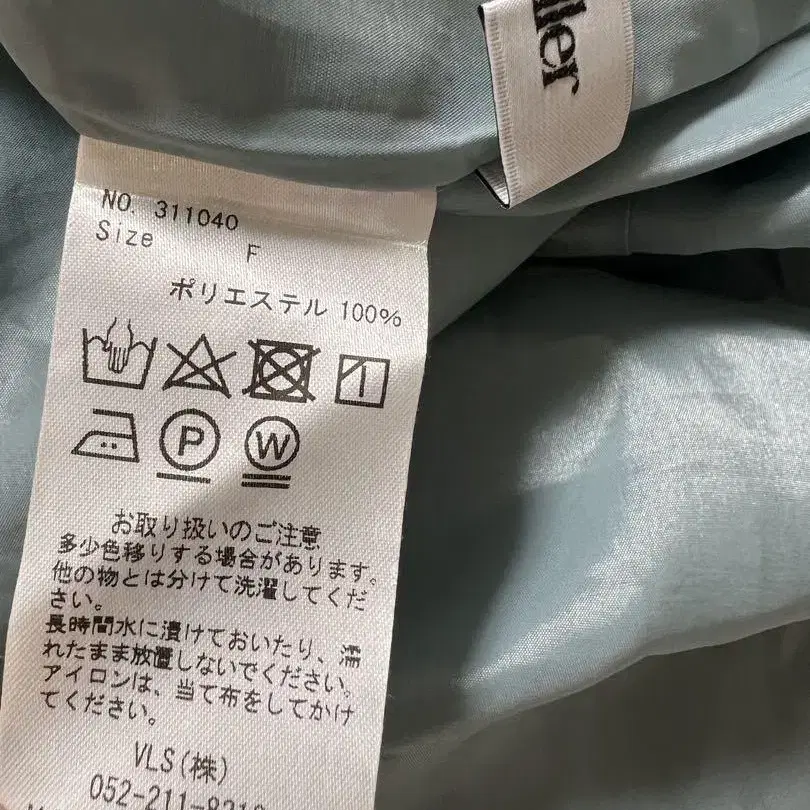 ller
NO. 311040
Size F
ポリエステル 100%
P W
お取り扱いのご注意
多少色移りする場合があります。
他の物とは分けて洗濯してくだ
さい。
長時間水に漬けておいたり、濡
れたまま放置しないでください。
アイロンは、当て布をしてかけ
てください。
VLS(株)